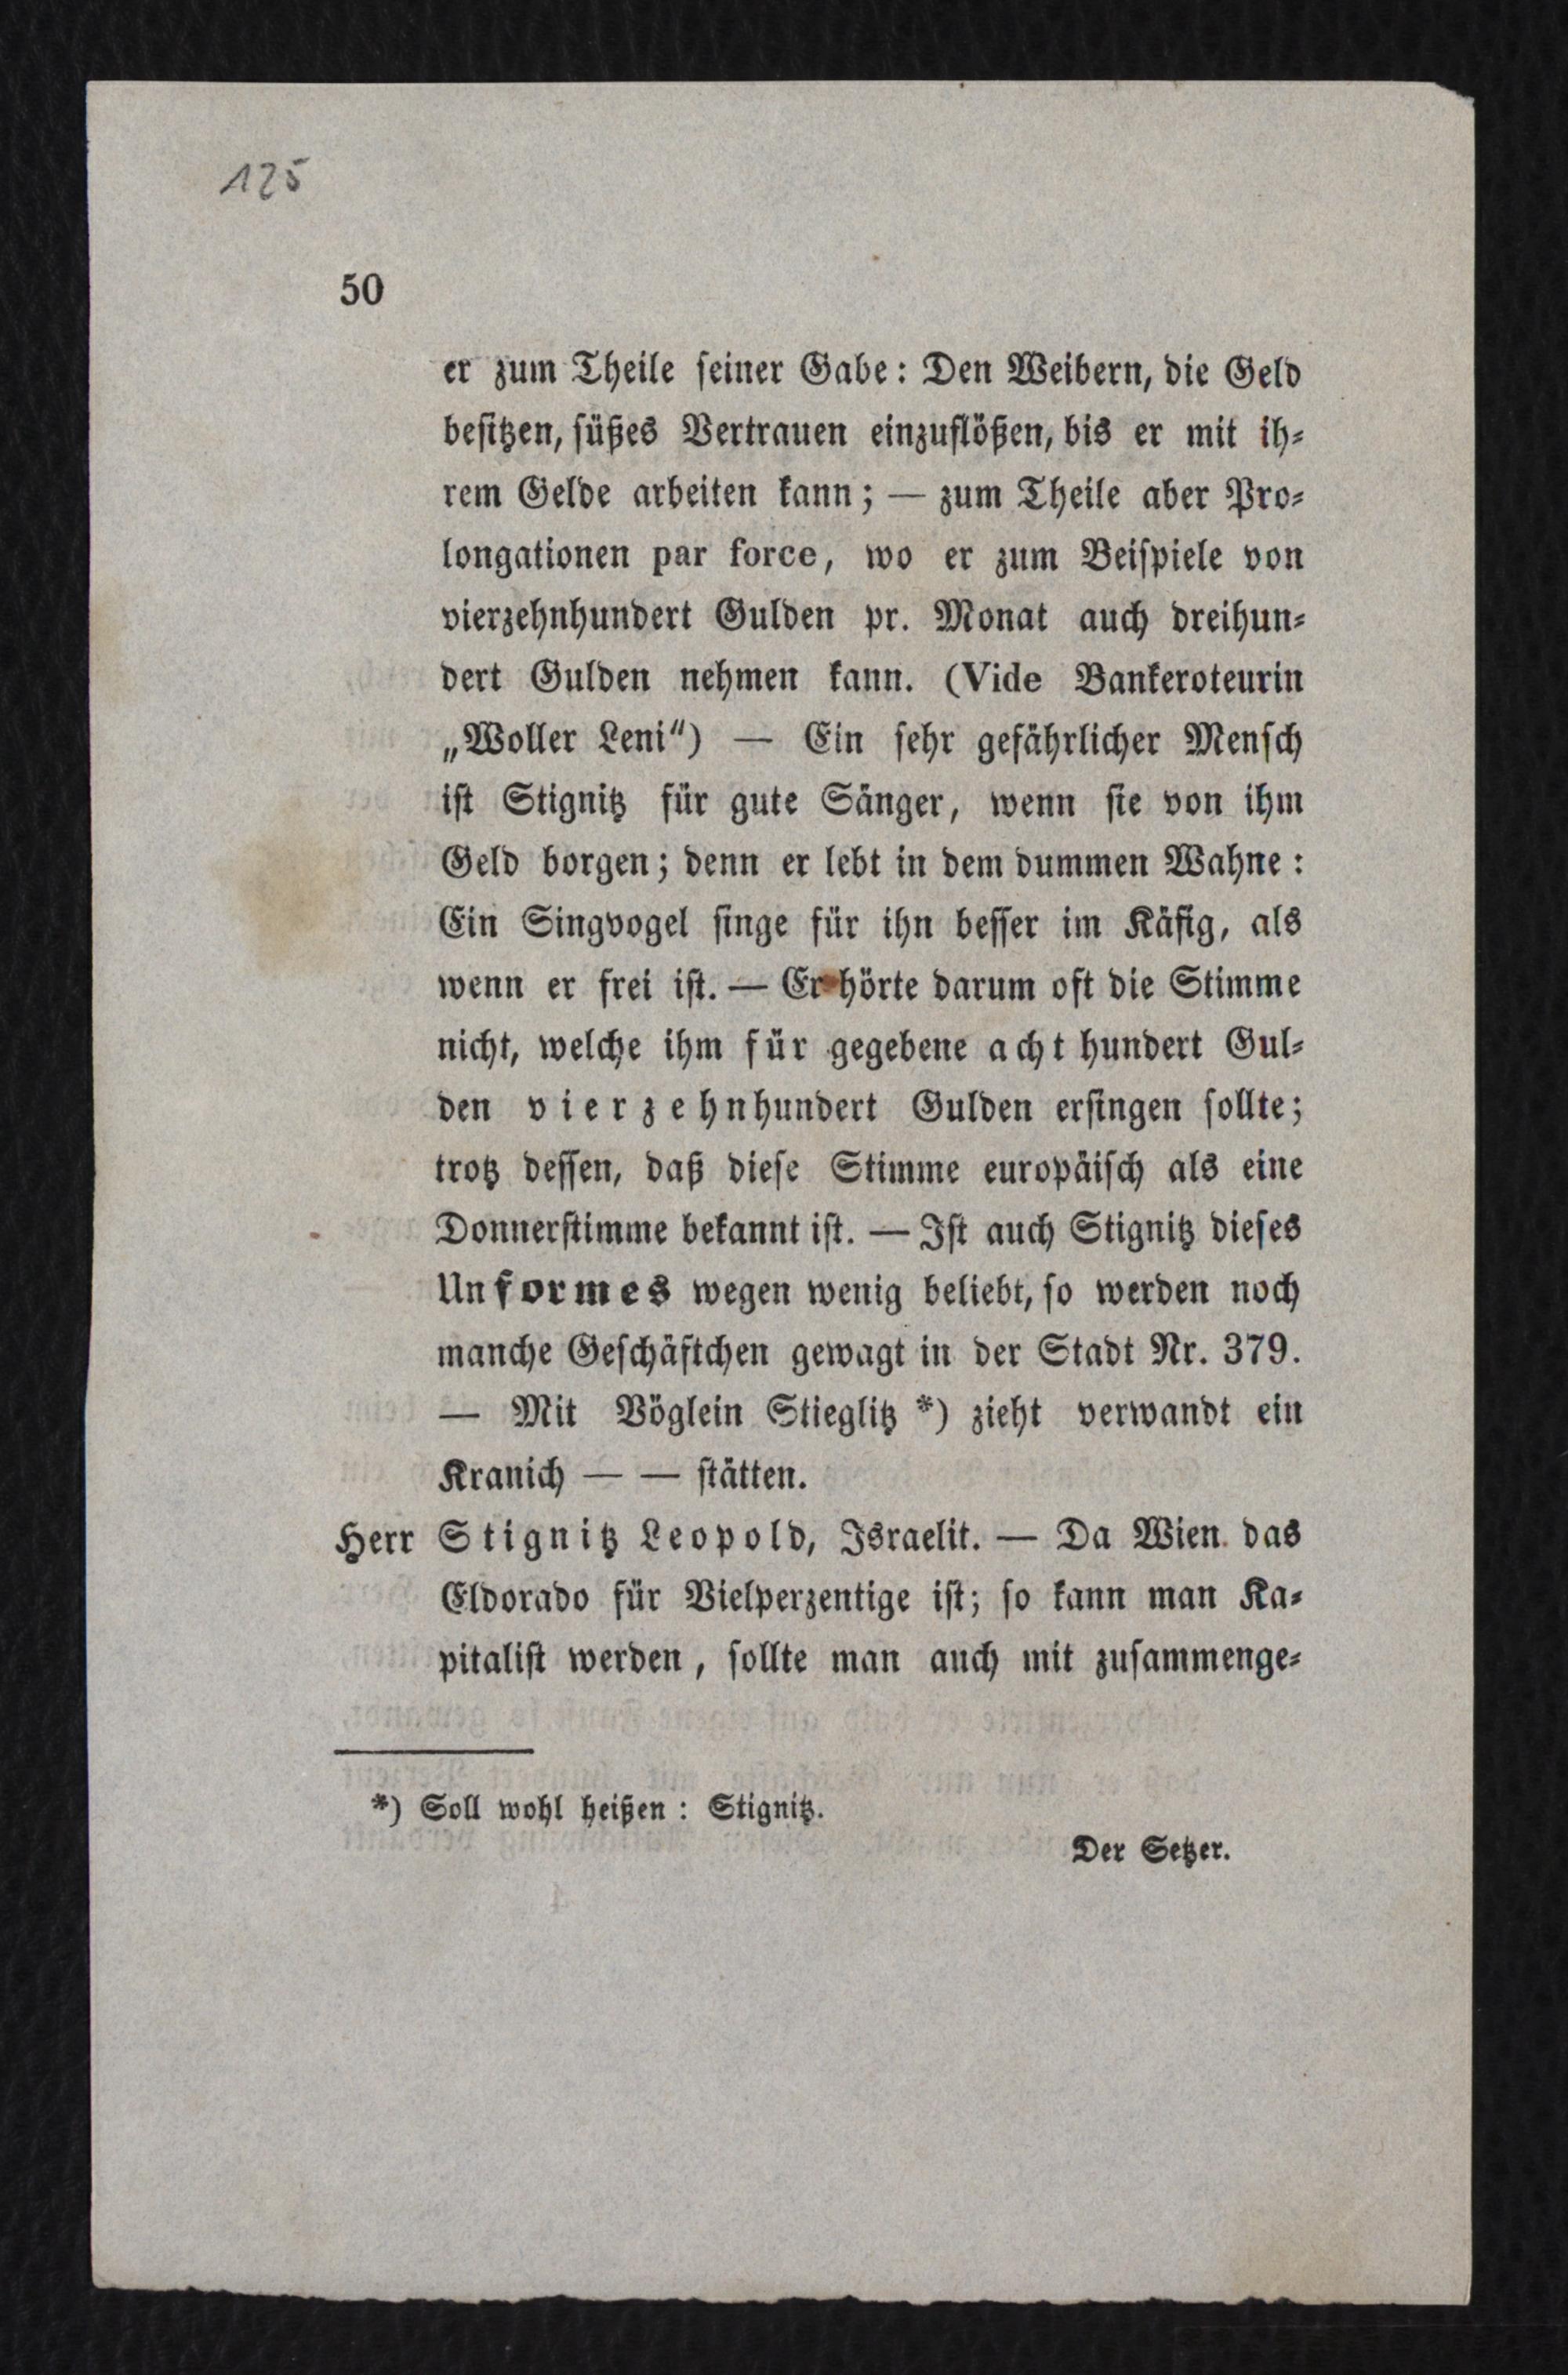 125
50
er zum Theile seiner Gabe: Den Weibern, die Geld
besitzen, süßes Vertrauen einzuflößen, bis er mit ih-
rem Gelde arbeiten kann; — zum Theile aber Pro-
longationen par force, wo er zum Beispiele von
vierzehnhundert Gulden pr. Monat auch dreihun-
dert Gulden nehmen kann. (Vide Bankeroteurin
„Woller Leni“) — Ein sehr gefährlicher Mensch
ist Stignitz für gute Sänger, wenn sie von ihm
Geld borgen; denn er lebt in dem dummen Wahne:
Ein Singvogel singe für ihn besser im Käfig, als
wenn er frei ist. — Er hörte darum oft die Stimme
nicht, welche ihm für gegebene acht hundert Gul-
den vierzehnhundert Gulden ersingen sollte;
trotz dessen, daß diese Stimme europäisch als eine
Donnerstimme bekannt ist. — Ist auch Stignitz dieses
Unformes wegen wenig beliebt, so werden noch
manche Geschäftchen gewagt in der Stadt Nr. 379.
— Mit Vöglein Stieglitz *) zieht verwandt ein
Kranich — — stätten.
Herr Stignitz Leopold, Israelit. — Da Wien das
Eldorado für Vielperzentige ist; so kann man Ka-
pitalist werden, sollte man auch mit zusammenge-
*) Soll wohl heißen: Stignitz.
Der Setzer.